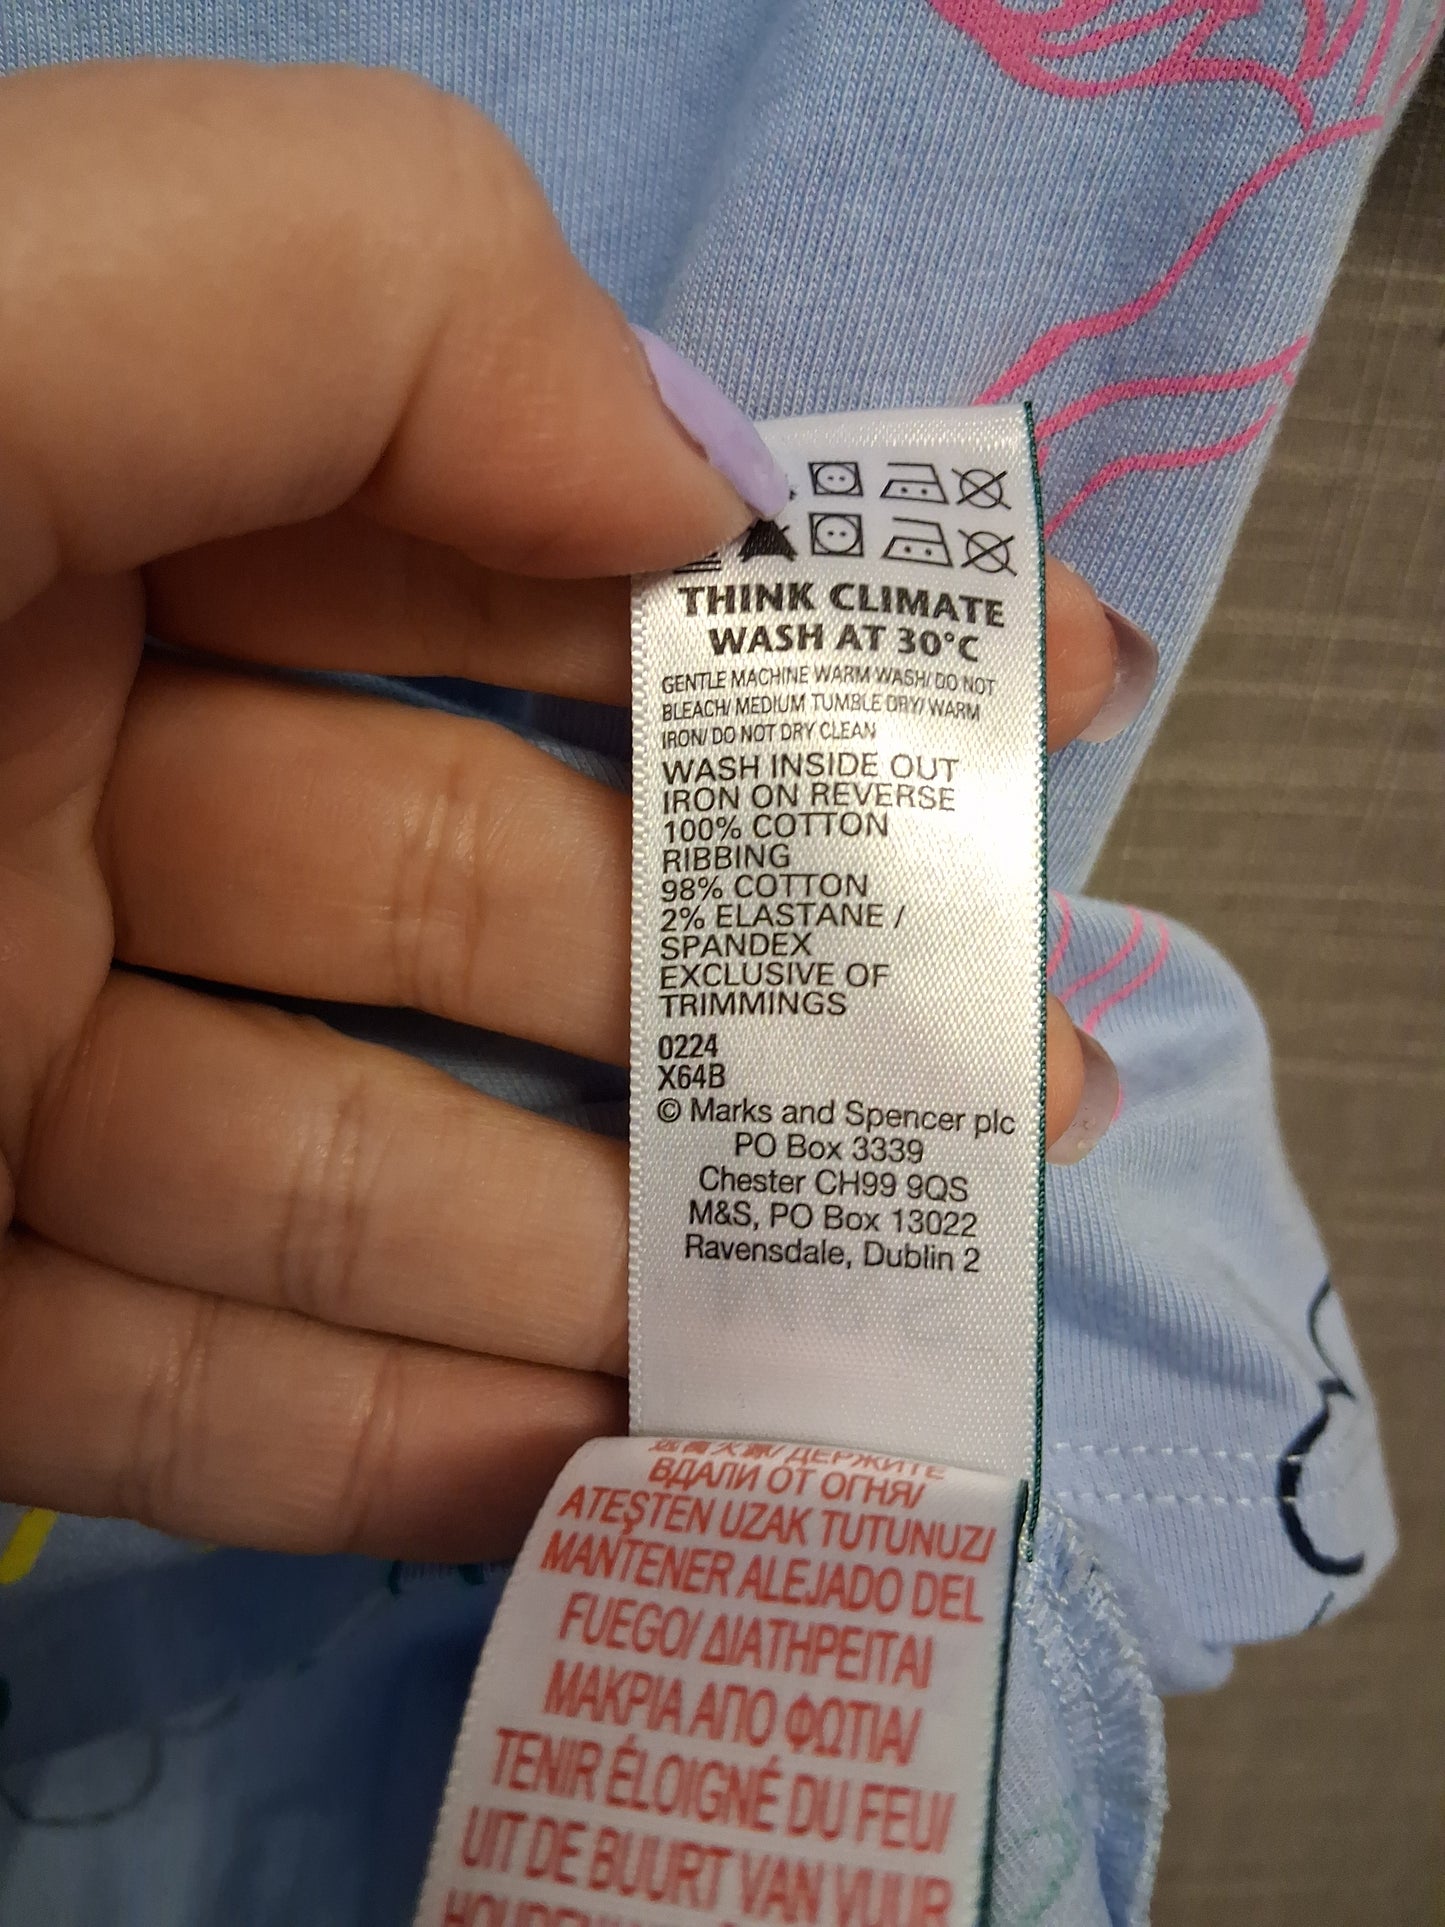 THINK CLIMATE
WASH AT 30°C
GENTLE MACHINE WARM WASH/ DO NOT
BLEACH/ MEDIUM TUMBLE DRY/ WARM
IRON/ DO NOT DRY CLEAN
WASH INSIDE OUT
IRON ON REVERSE
100% COTTON
RIBBING
98% COTTON
2% ELASTANE /
SPANDEX
EXCLUSIVE OF
TRIMMINGS
0224
X64B
© Marks and Spencer plc
PO Box 3339
Chester CH99 9QS
M&S, PO Box 13022
Ravensdale, Dublin 2
ДЕРЖИТЕ
ВДАЛИ ОТ ОГНЯ/
ATEŞTEN UZAK TUTUNUZ/
MANTENER ALEJADO DEL
FUEGO/ ΔΙΑΤΗΡΕΙΤΑΙ
ΜΑΚΡΙΑ ΑΠΟ ΦΩΤΙΑ/
TENIR ÉLOIGNÉ DU FEU/
UIT DE BUURT VAN VUUR